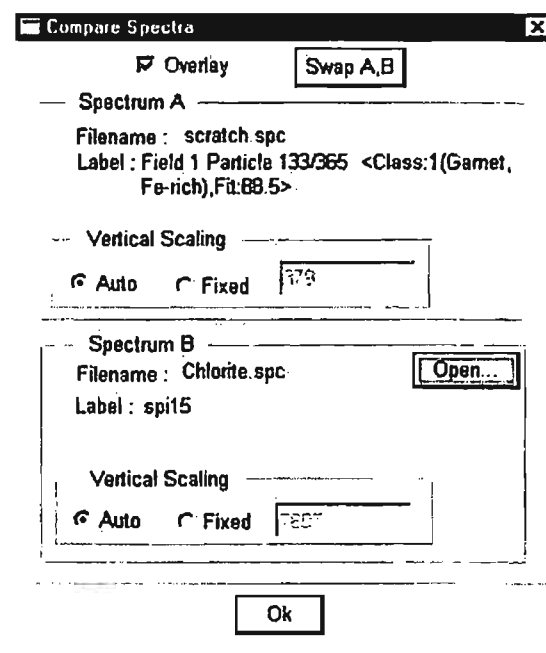 Compare Spectra
Overlay
Swap A,B
Spectrum A
Filename : scratch.spc
Label : Field 1 Particle 133/365 <Class:1(Garnet,
Fe-rich),Fit:88.5>
Vertical Scaling
Auto
Fixed
379
Spectrum B
Filename : Chlorite.spc
Open...
Label : spi15
Vertical Scaling
Auto
Fixed
Ok